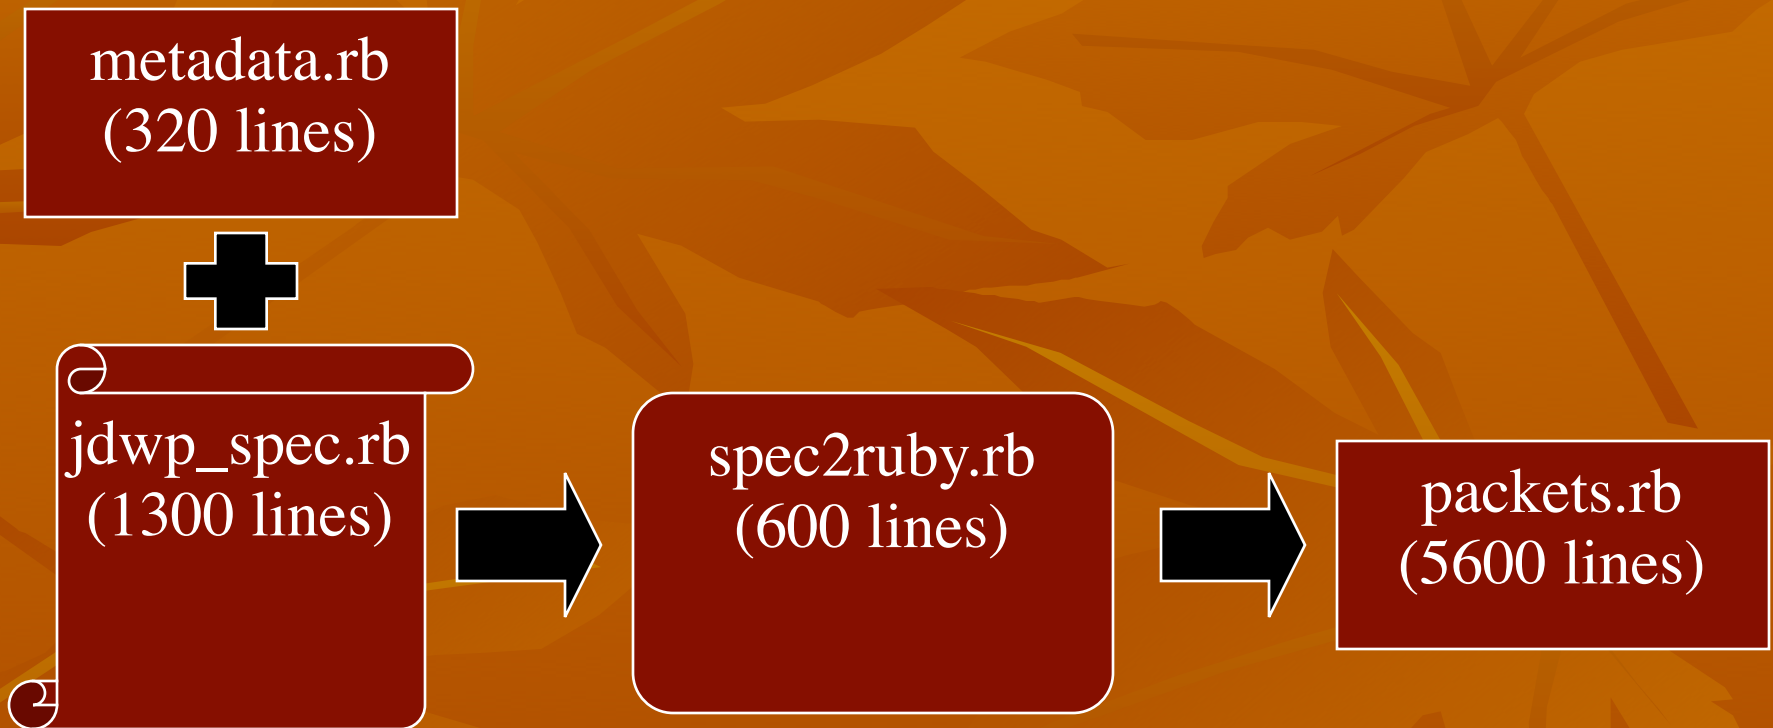 metadata.rb
(320 lines)
jdwp_spec.rb
(1300 lines)
spec2ruby.rb
(600 lines)
packets.rb
(5600 lines)